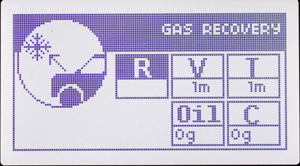 GAS RECOVERY
R V T
1m 1m
Oil C
0g 0g